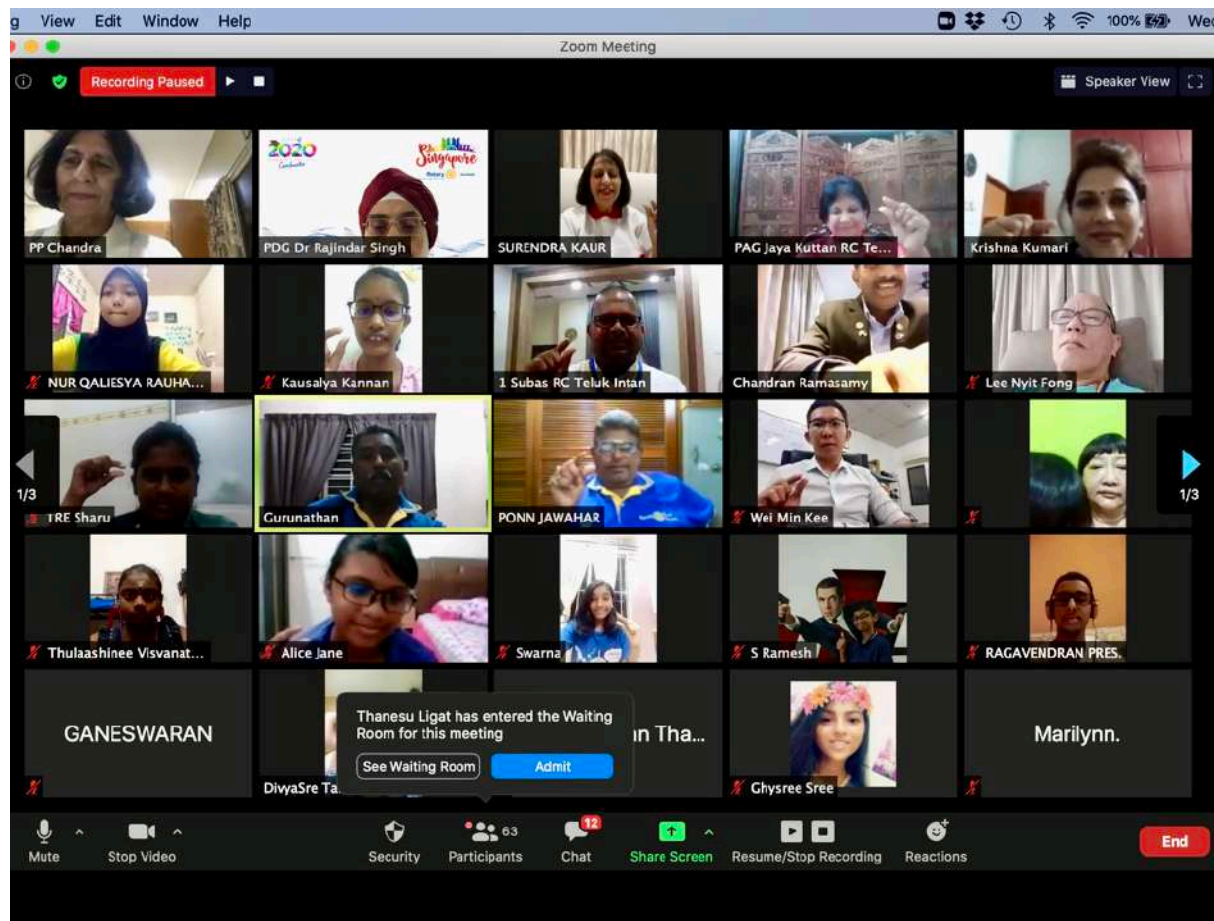 g View Edit Window Help 100% Wed
Zoom Meeting
Recording Paused
Speaker View
2020
Singapore
Rotary
PP Chandra
PDG Dr Rajindar Singh
SURENDRA KAUR
PAG Jaya Kuttan RC Te...
Krishna Kumari
NUR QALIESYA RAUHA...
Kausalya Kannan
1 Subas RC Teluk Intan
Chandran Ramasamy
Lee Nyit Fong
1/3
1/3
TRE Sharu
Gurunathan
PONN JAWAHAR
Wei Min Kee
Thulaashinee Visvanat...
Alice Jane
Swarna
S Ramesh
RAGAVENDRAN PRES.
GANESWARAN
Thanesu Ligat has entered the Waiting
Room for this meeting
See Waiting Room
Admit
n Tha...
Marilynn.
DivyaSre Ta
Ghysree Sree
63
12
Mute
Stop Video
Security
Participants
Chat
Share Screen
Resume/Stop Recording
Reactions
End